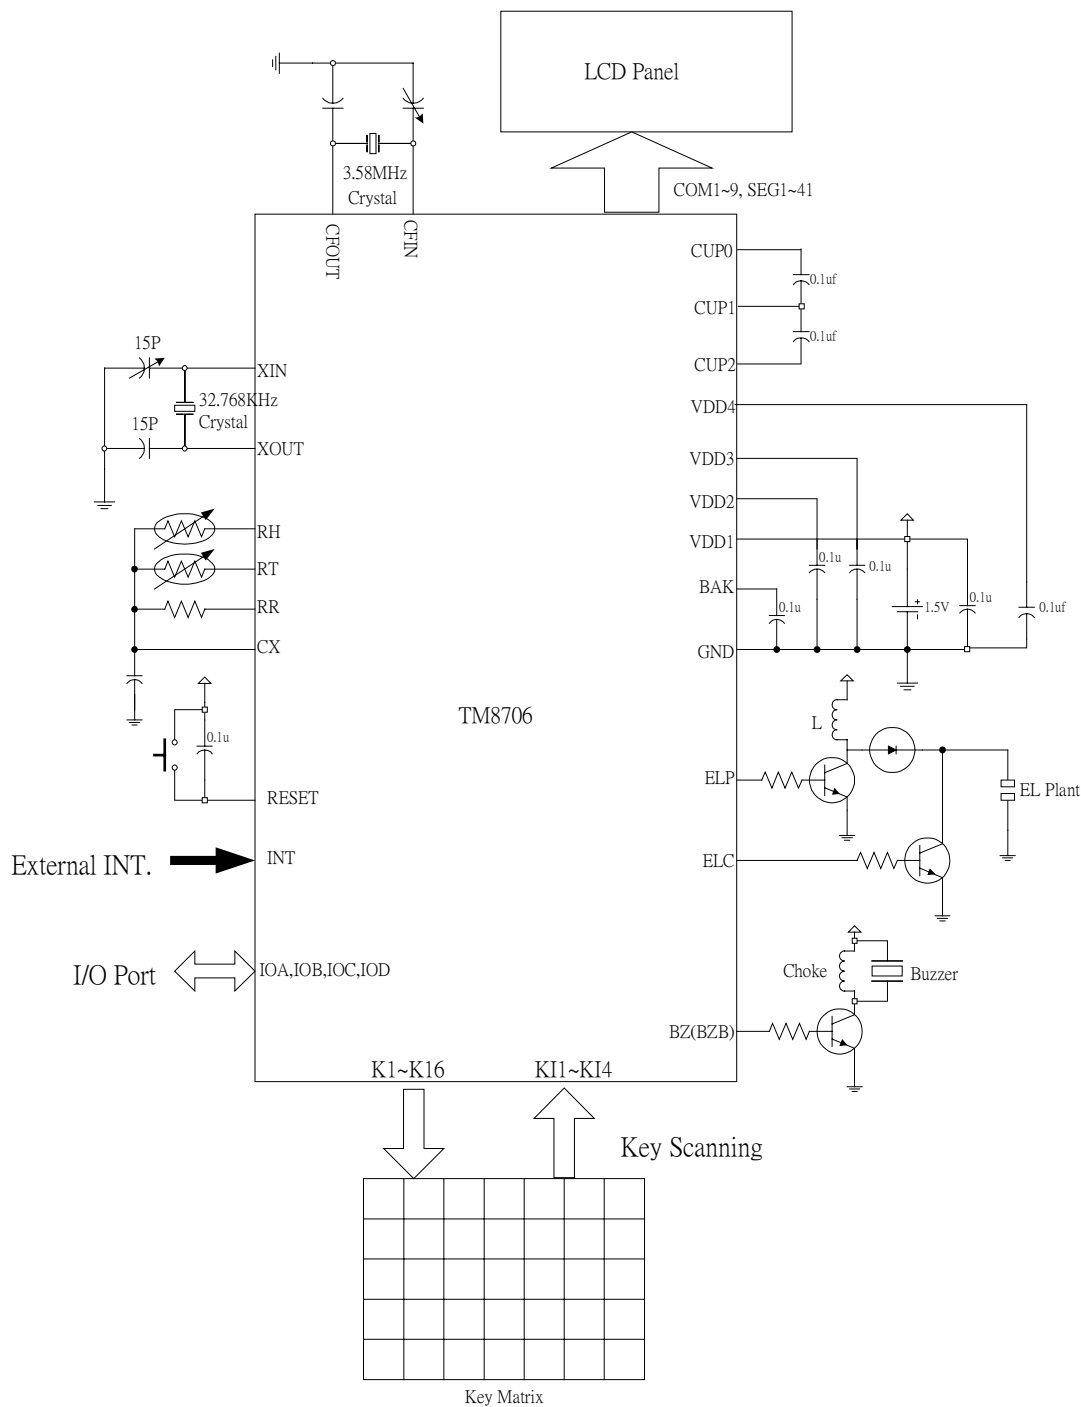 LCD Panel
3.58MHz
Crystal
COM1~9, SEG1~41
CFOUT
CFIN
CUP0
0.1uf
CUP1
0.1uf
CUP2
15P
XIN
32.768KHz
Crystal
15P
XOUT
VDD4
VDD3
VDD2
VDD1
RH
RT
RR
CX
BAK
GND
0.1u
0.1u
0.1u
1.5V
+
-
0.1u
0.1uf
TM8706
0.1u
RESET
L
ELP
EL Plant
External INT.
INT
ELC
I/O Port
IOA,IOB,IOC,IOD
Choke
Buzzer
BZ(BZB)
K1~K16
KI1~KI4
Key Scanning
Key Matrix